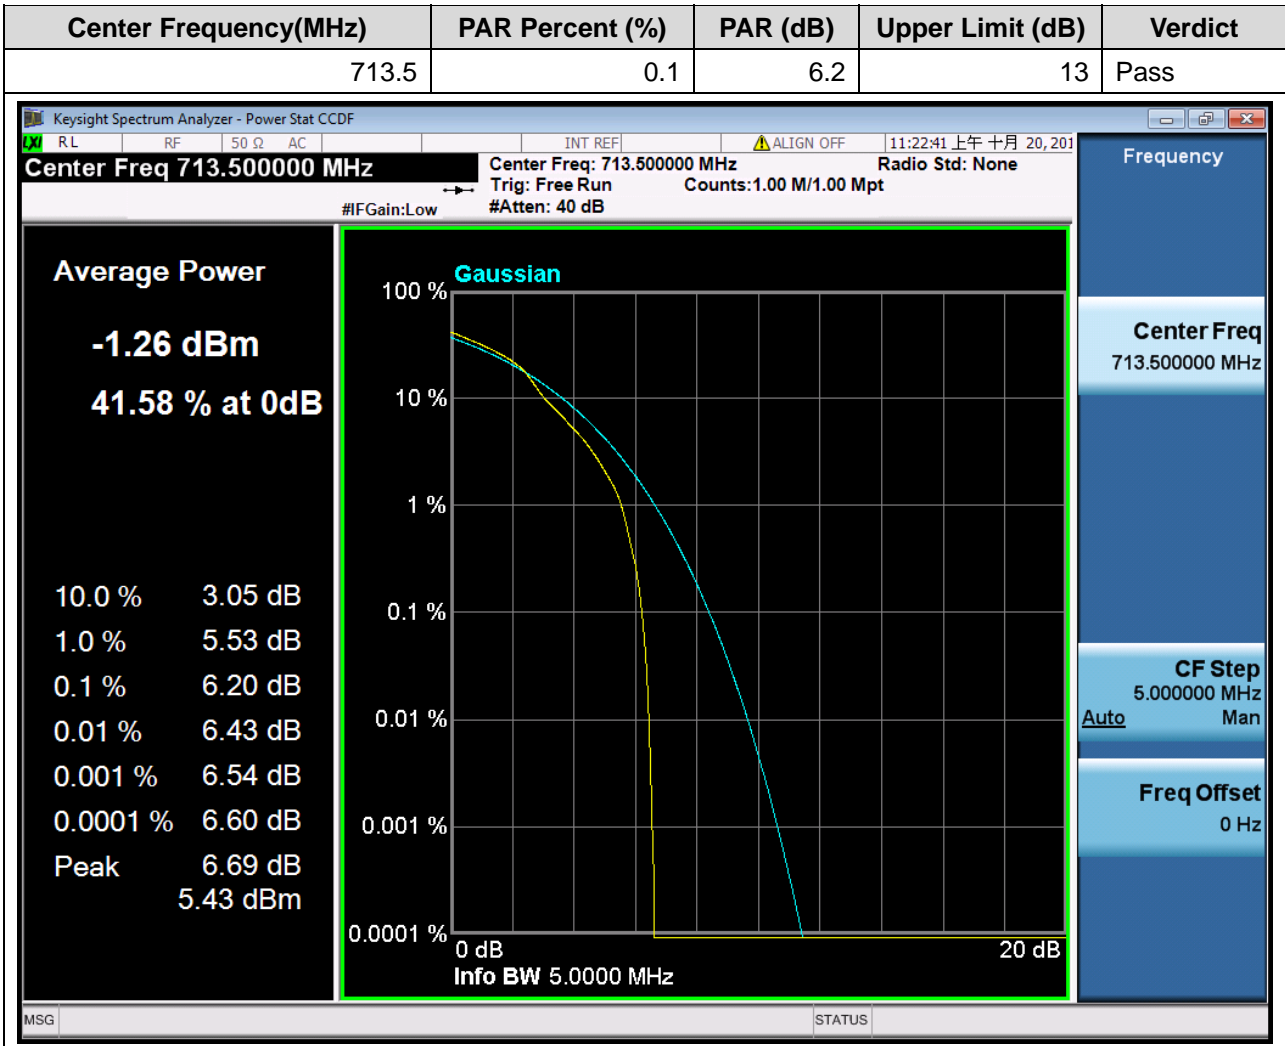 Center Frequency(MHz) PAR Percent (%) PAR (dB) Upper Limit (dB) Verdict
713.5 0.1 6.2 13 Pass
Keysight Spectrum Analyzer - Power Stat CCDF
LXI RL RF 50 Ω AC INT REF ALIGN OFF 11:22:41 上午 十月 20, 201
Center Freq 713.500000 MHz
Center Freq: 713.500000 MHz Radio Std: None
Trig: Free Run Counts:1.00 M/1.00 Mpt
#IFGain:Low #Atten: 40 dB
Average Power
-1.26 dBm
41.58 % at 0dB
10.0 % 3.05 dB
1.0 % 5.53 dB
0.1 % 6.20 dB
0.01 % 6.43 dB
0.001 % 6.54 dB
0.0001 % 6.60 dB
Peak 6.69 dB
5.43 dBm
Gaussian
100 %
10 %
1 %
0.1 %
0.01 %
0.001 %
0.0001 %
0 dB 20 dB
Info BW 5.0000 MHz
Frequency
Center Freq
713.500000 MHz
CF Step
5.000000 MHz
Auto Man
Freq Offset
0 Hz
MSG STATUS